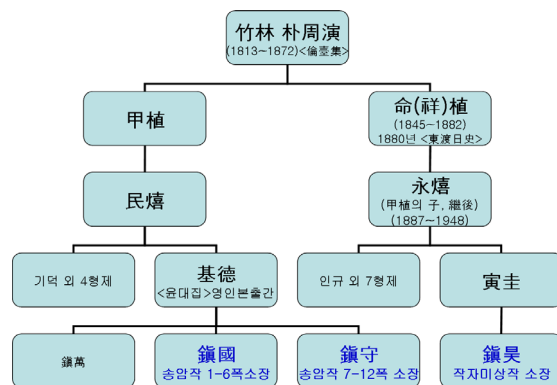 竹林 朴周演
(1813~1872)<倫臺集>
甲植
命(祥)植
(1845~1882)
1880년 <東渡日史>
民熺
永熺
(甲植의 子, 繼後)
(1887~1948)
기덕 외 4형제
基德
<윤대집>영인본출간
인규 외 7형제
寅圭
鎭萬
鎭國
송암작 1-6폭소장
鎭守
송암작 7-12폭 소장
鎭昊
작자미상작 소장